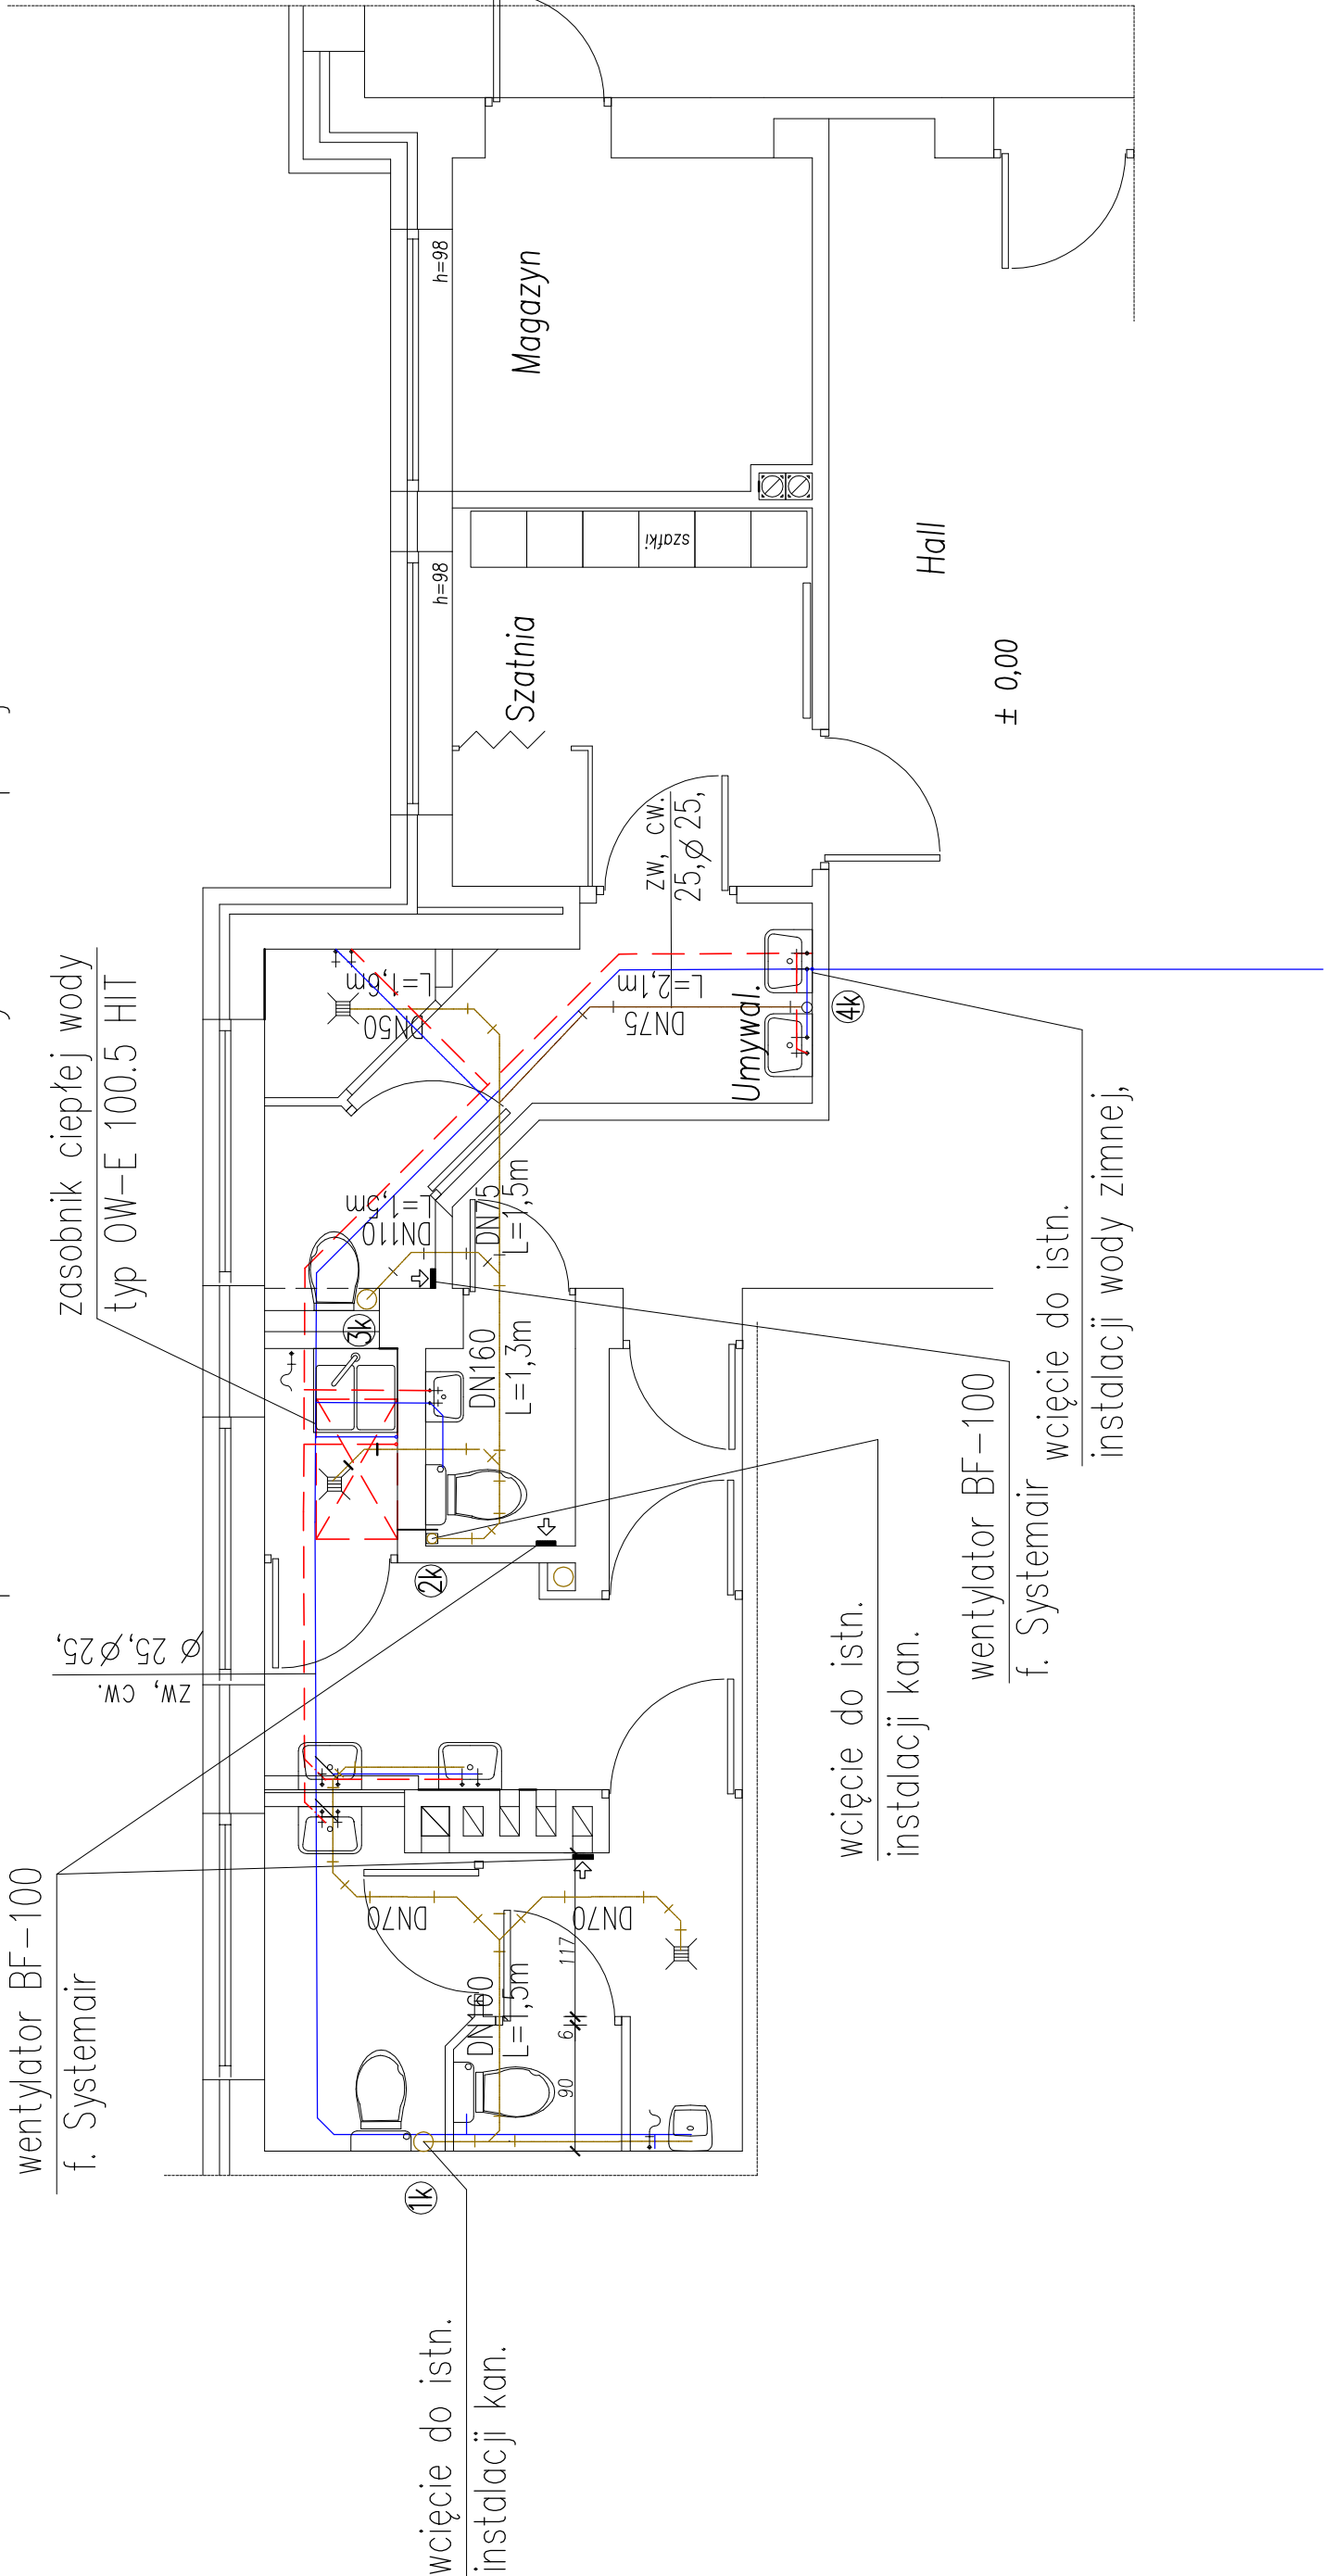 zasobnik ciepłej wody
typ OW-E 100.5 HIT
wentylator BF-100
f. Systemair
wcięcie do istn.
instalacji kan.
zw, cw.
ø 25,ø25,
h=98
h=98
Magazyn
Szatnia
szafki
Hall
± 0,00
zw, cw.
25,ø 25,
Umywal.
L=1,6m
DN50
L=2,1m
DN75
L=1,5m
DN110
DN75
L=1,5m
DN160
L=1,3m
DN70
DN70
DN160
L=1,5m
117
6
90
1k
2k
3k
4k
wcięcie do istn.
instalacji wody zimnej,
wentylator BF-100
f. Systemair
wcięcie do istn.
instalacji kan.